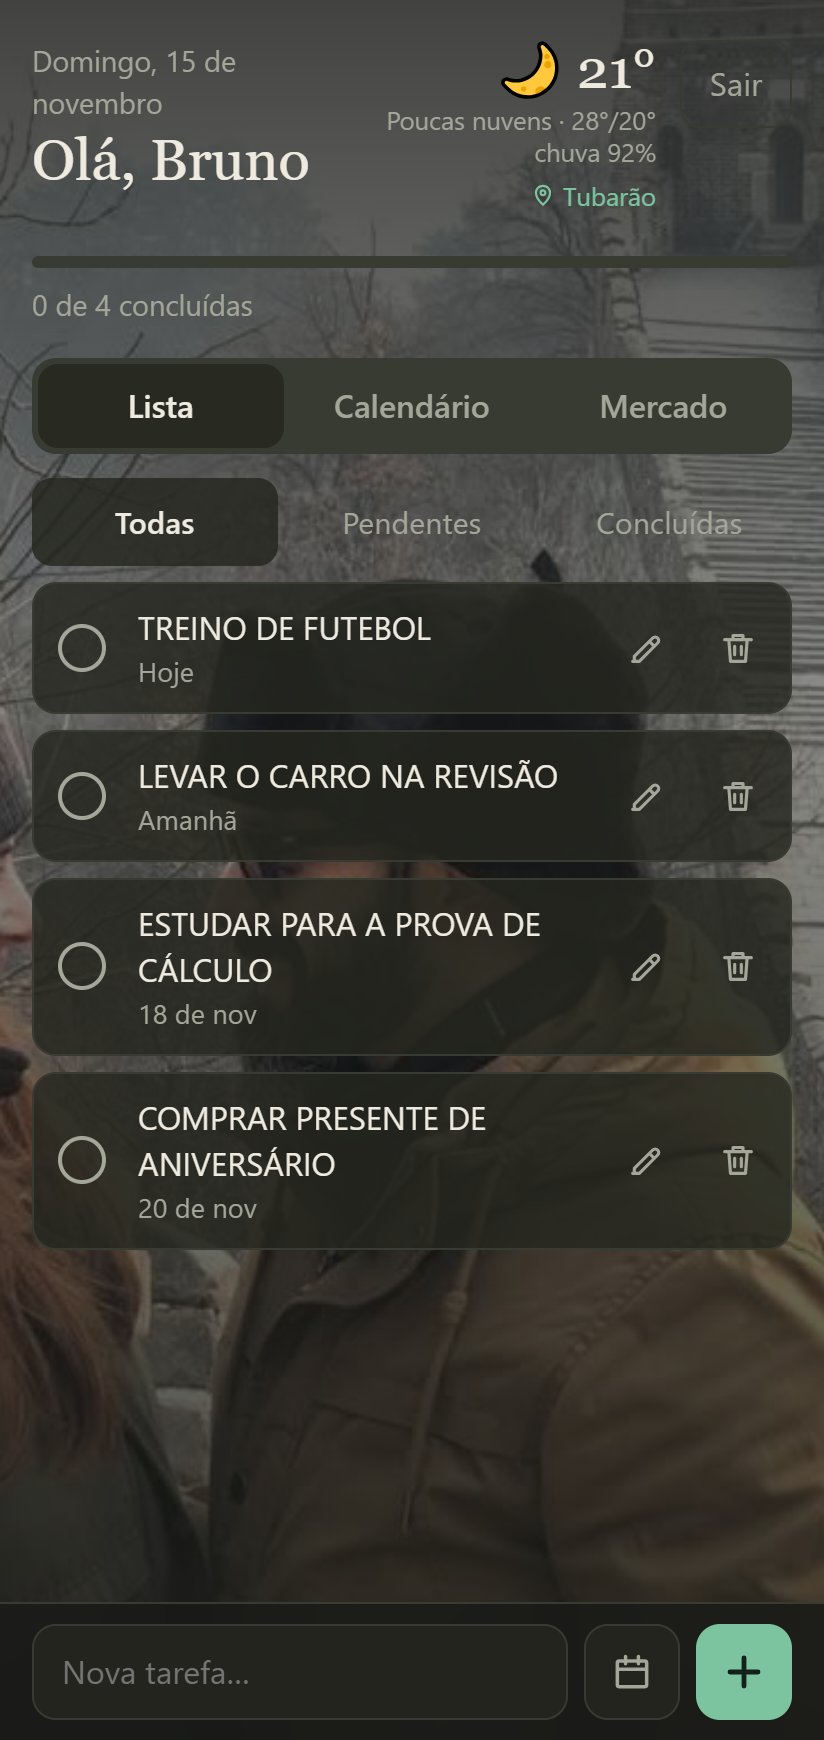 Domingo, 15 de
novembro
Olá, Bruno
21°
Poucas nuvens · 28°/20°
chuva 92%
Tubarão
Sair
0 de 4 concluídas
Lista
Calendário
Mercado
Todas
Pendentes
Concluídas
TREINO DE FUTEBOL
Hoje
LEVAR O CARRO NA REVISÃO
Amanhã
ESTUDAR PARA A PROVA DE
CÁLCULO
18 de nov
COMPRAR PRESENTE DE
ANIVERSÁRIO
20 de nov
Nova tarefa...